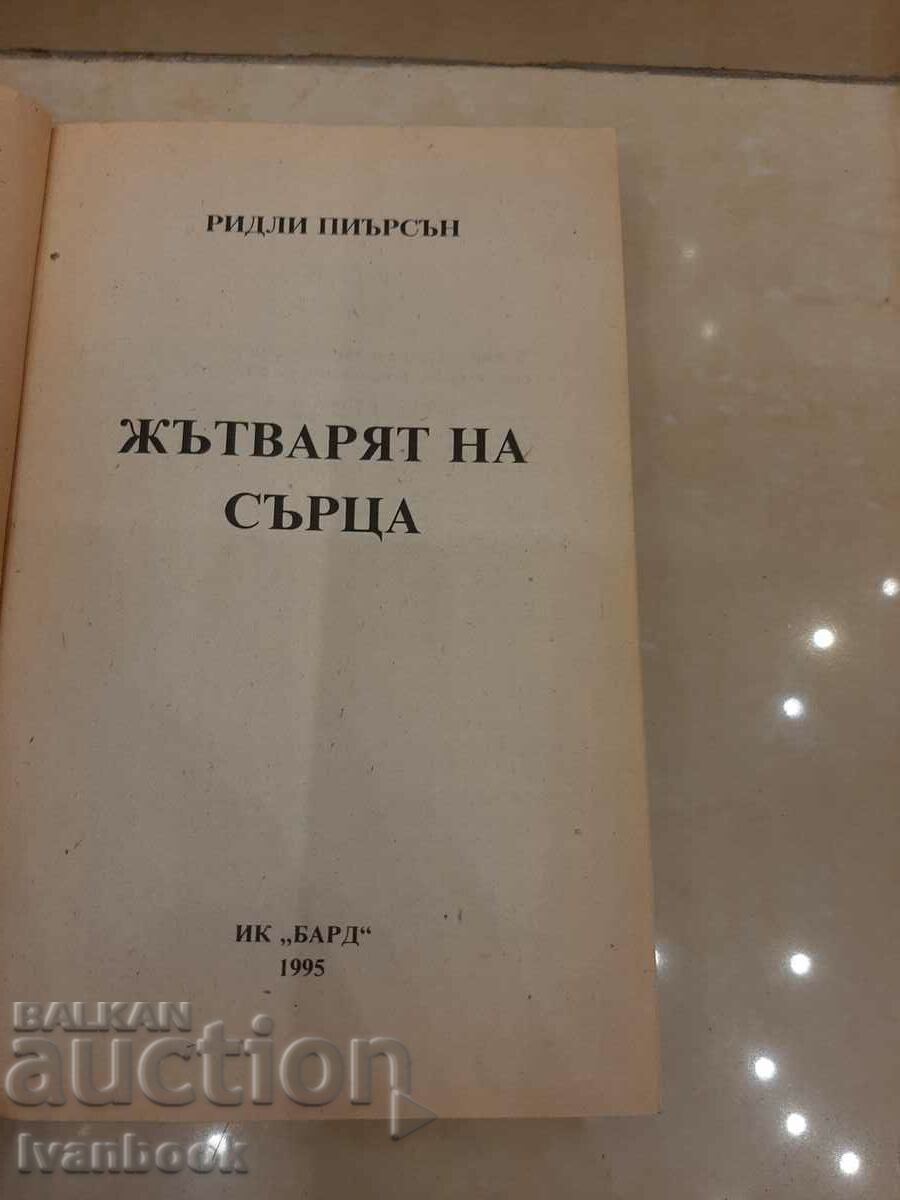 РИДЛИ ПИЪРСЪН
ЖЪТВАРЯТ НА
СЪРЦА
ИК „БАРД“
1995
BALKAN
auction
Ivanbook